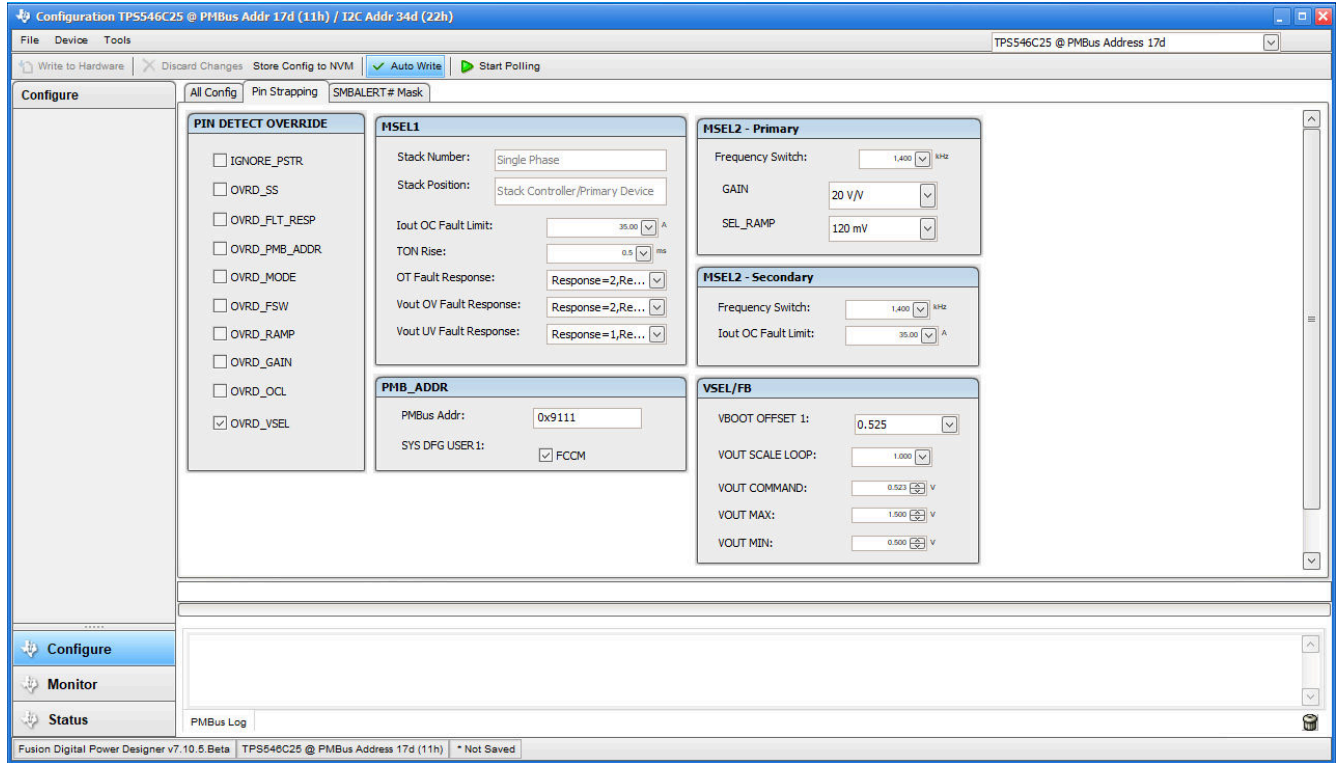 Configuration TPS546C25 @ PMBus Addr 17d (11h) / I2C Addr 34d (22h)
File Device Tools
TPS546C25 @ PMBus Address 17d
Write to Hardware Discard Changes Store Config to NVM Auto Write Start Polling
Configure
All Config Pin Strapping SMBALERT# Mask
PIN DETECT OVERRIDE
IGNORE_PSTR
OVRD_SS
OVRD_FLT_RESP
OVRD_PMB_ADDR
OVRD_MODE
OVRD_FSW
OVRD_RAMP
OVRD_GAIN
OVRD_OCL
OVRD_VSEL
MSEL1
Stack Number: Single Phase
Stack Position: Stack Controller/Primary Device
Iout OC Fault Limit: 35.00 A
TON Rise: 0.5 ms
OT Fault Response: Response=2,Re...
Vout OV Fault Response: Response=2,Re...
Vout UV Fault Response: Response=1,Re...
PMB_ADDR
PMBus Addr: 0x9111
SYS DFG USER1: FCCM
MSEL2 - Primary
Frequency Switch: 1,400 kHz
GAIN 20 V/V
SEL_RAMP 120 mV
MSEL2 - Secondary
Frequency Switch: 1,400 kHz
Iout OC Fault Limit: 35.00 A
VSEL/FB
VBOOT OFFSET 1: 0.525
VOUT SCALE LOOP: 1.000
VOUT COMMAND: 0.523 V
VOUT MAX: 1.500 V
VOUT MIN: 0.500 V
Configure
Monitor
Status
PMBus Log
Fusion Digital Power Designer v7.10.5.Beta TPS546C25 @ PMBus Address 17d (11h) * Not Saved